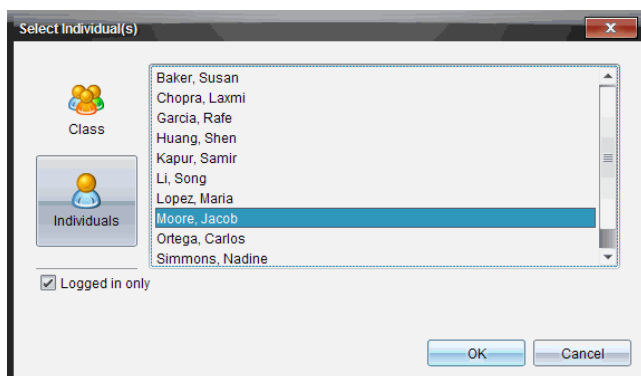 Select Individual(s)
Class
Individuals
Baker, Susan
Chopra, Laxmi
Garcia, Rafe
Huang, Shen
Kapur, Samir
Li, Song
Lopez, Maria
Moore, Jacob
Ortega, Carlos
Simmons, Nadine
Logged in only
OK
Cancel